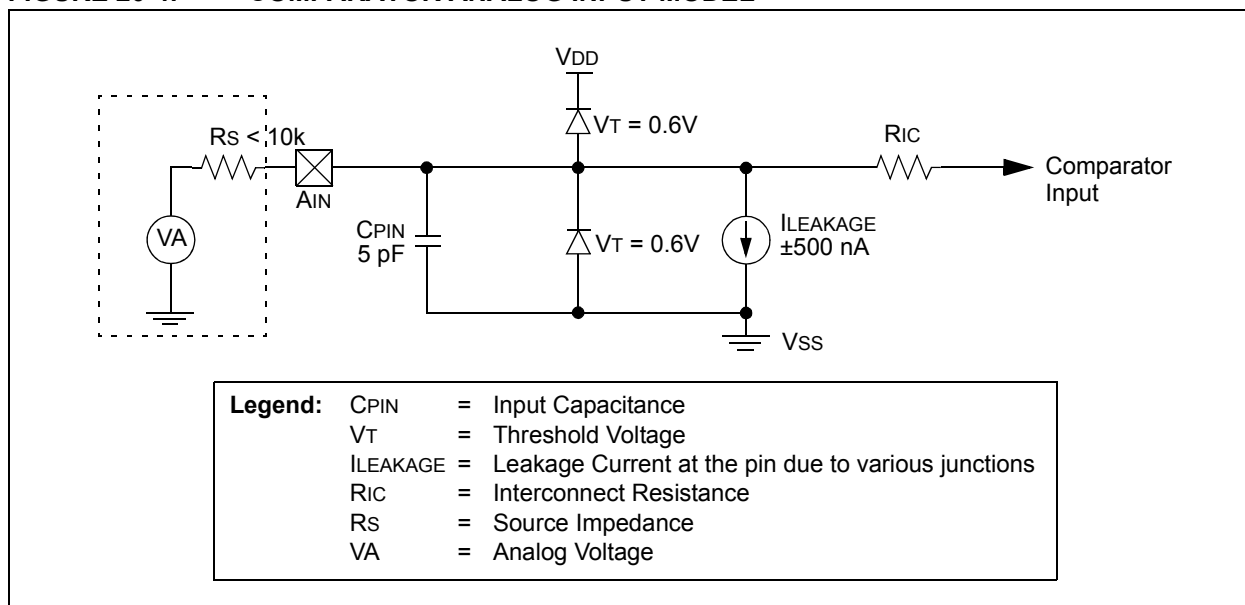 VDD
VT = 0.6V
RS < 10k
RIC
AIN
Comparator
Input
VA
CPIN
5 pF
VT = 0.6V
ILEAKAGE
±500 nA
VSS
Legend: CPIN = Input Capacitance
VT = Threshold Voltage
ILEAKAGE = Leakage Current at the pin due to various junctions
RIC = Interconnect Resistance
RS = Source Impedance
VA = Analog Voltage